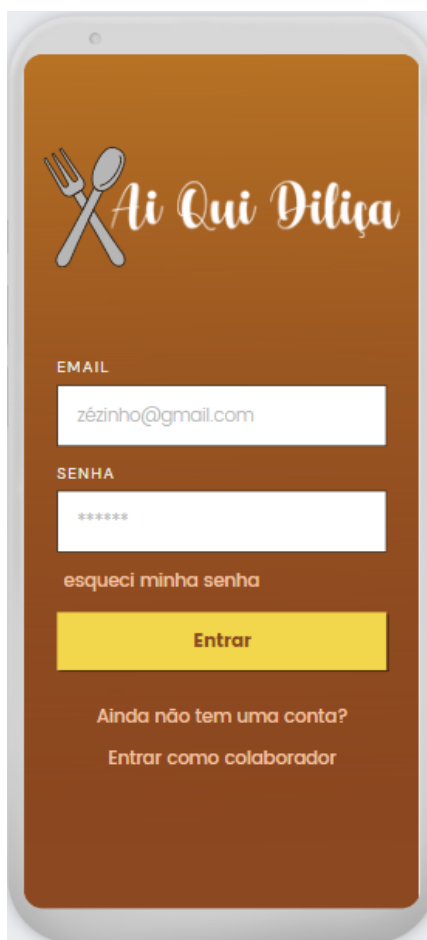 Ai Qui Diliça
EMAIL
zézinho@gmail.com
SENHA
******
esqueci minha senha
Entrar
Ainda não tem uma conta?
Entrar como colaborador